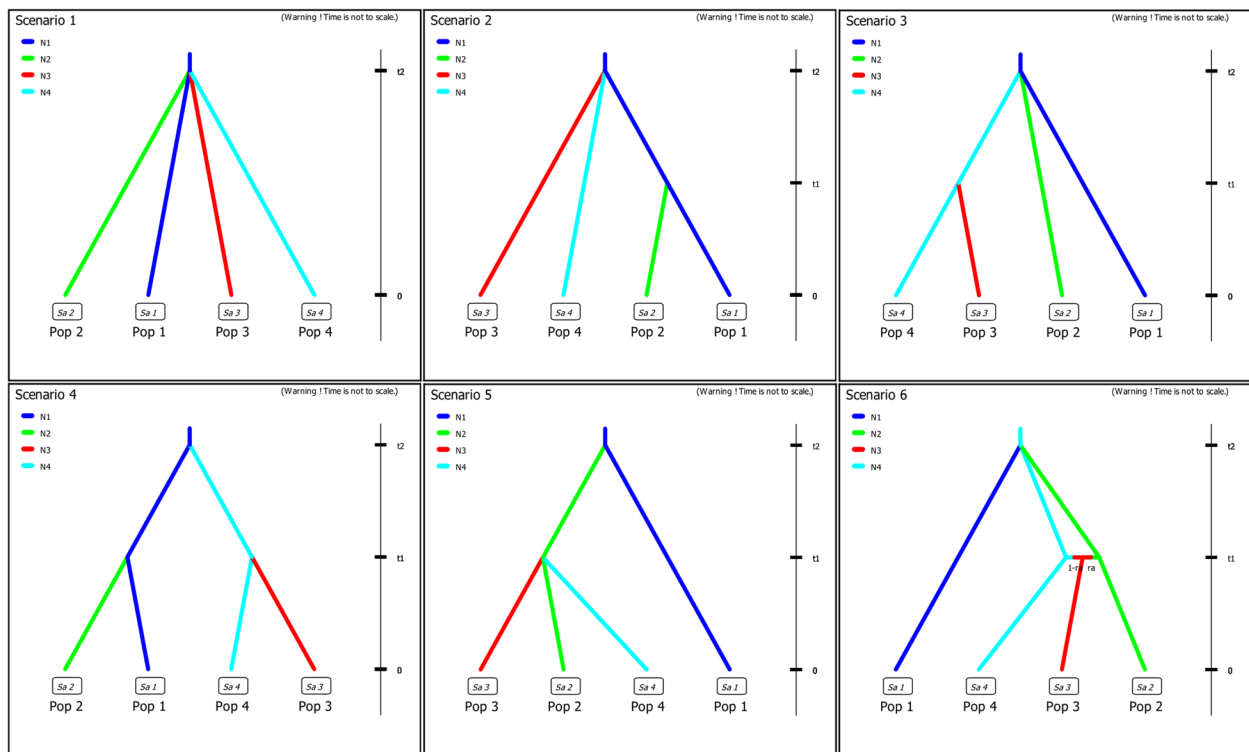 Scenario 1 (Warning ! Time is not to scale.)
N1
N2
N3
N4
t2
0
Sa 2 Sa 1 Sa 3 Sa 4
Pop 2 Pop 1 Pop 3 Pop 4
Scenario 2 (Warning ! Time is not to scale.)
N1
N2
N3
N4
t2
t1
0
Sa 3 Sa 4 Sa 2 Sa 1
Pop 3 Pop 4 Pop 2 Pop 1
Scenario 3 (Warning ! Time is not to scale.)
N1
N2
N3
N4
t2
t1
0
Sa 4 Sa 3 Sa 2 Sa 1
Pop 4 Pop 3 Pop 2 Pop 1
Scenario 4 (Warning ! Time is not to scale.)
N1
N2
N3
N4
t2
t1
0
Sa 2 Sa 1 Sa 4 Sa 3
Pop 2 Pop 1 Pop 4 Pop 3
Scenario 5 (Warning ! Time is not to scale.)
N1
N2
N3
N4
t2
t1
0
Sa 3 Sa 2 Sa 4 Sa 1
Pop 3 Pop 2 Pop 4 Pop 1
Scenario 6 (Warning ! Time is not to scale.)
N1
N2
N3
N4
t2
t1
1-ra ra
0
Sa 1 Sa 4 Sa 3 Sa 2
Pop 1 Pop 4 Pop 3 Pop 2